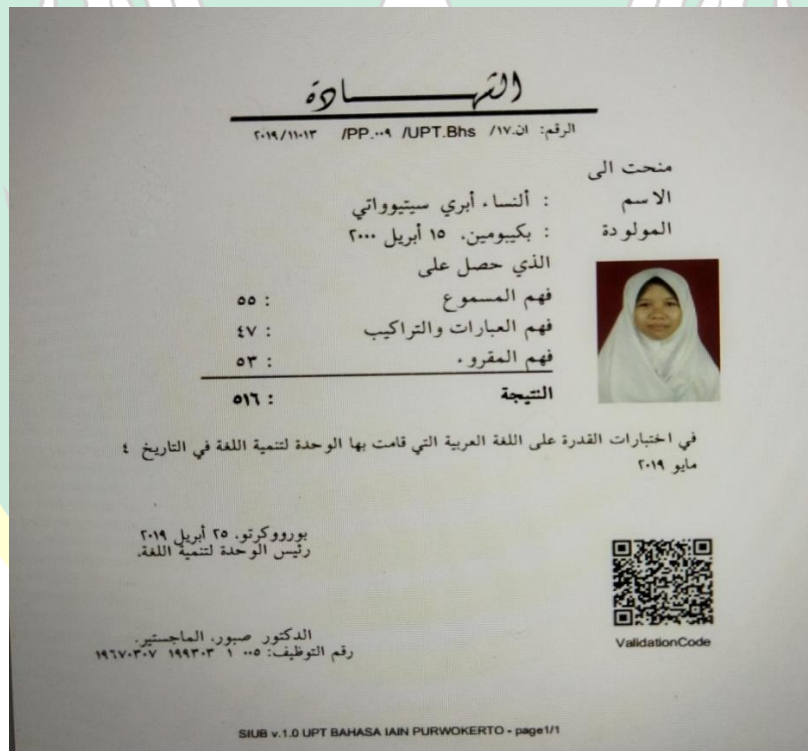 الشهادة
الرقم: ان.١٧/ UPT.Bhs/ PP.٠٠٩/ ٢٠١٩/١١٠١٣
منحت الى
الاسم : ألنساء أبري سيتيوواتي
المولودة : بكيبومين، ١٥ أبريل ٢٠٠٠
الذي حصل على
فهم المسموع : ٥٥
فهم العبارات والتراكيب : ٤٧
فهم المقروء : ٥٣
النتيجة : ٥١٦
في اختبارات القدرة على اللغة العربية التي قامت بها الوحدة لتنمية اللغة في التاريخ ٤
مايو ٢٠١٩
بورووكرتو، ٢٥ أبريل ٢٠١٩
رئيس الوحدة لتنمية اللغة،
الدكتور صبور، الماجستير.
رقم التوظيف: ١٩٦٧٠٣٠٧ ١٩٩٣٠٣ ١ ٠٠٥
ValidationCode
SIUB v.1.0 UPT BAHASA IAIN PURWOKERTO - page1/1